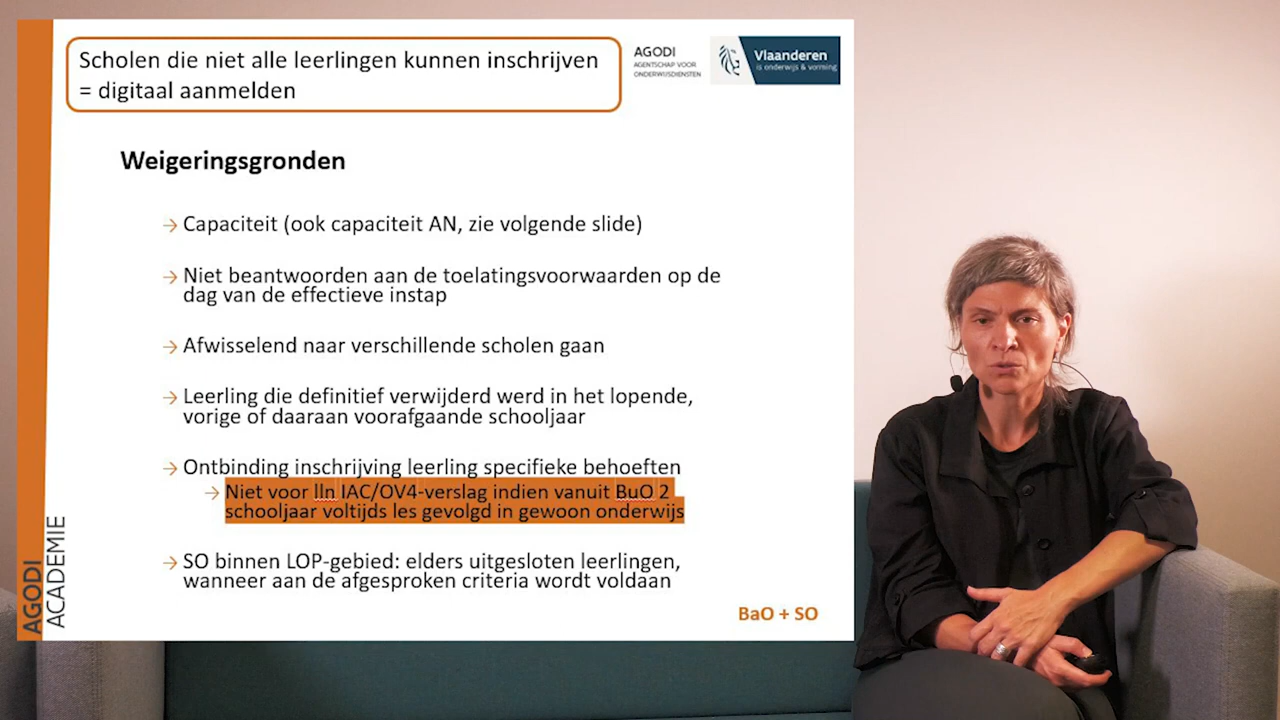 Scholen die niet alle leerlingen kunnen inschrijven
= digitaal aanmelden
AGODI
AGENTSCHAP VOOR
ONDERWIJSDIENSTEN
Vlaanderen
is onderwijs & vorming
Weigeringsgronden
→ Capaciteit (ook capaciteit AN, zie volgende slide)
→ Niet beantwoorden aan de toelatingsvoorwaarden op de
dag van de effectieve instap
→ Afwisselend naar verschillende scholen gaan
→ Leerling die definitief verwijderd werd in het lopende,
vorige of daaraan voorafgaande schooljaar
→ Ontbinding inschrijving leerling specifieke behoeften
→ Niet voor lln IAC/OV4-verslag indien vanuit BuO 2
schooljaar voltijds les gevolgd in gewoon onderwijs
→ SO binnen LOP-gebied: elders uitgesloten leerlingen,
wanneer aan de afgesproken criteria wordt voldaan
BaO + SO
AGODI
ACADEMIE